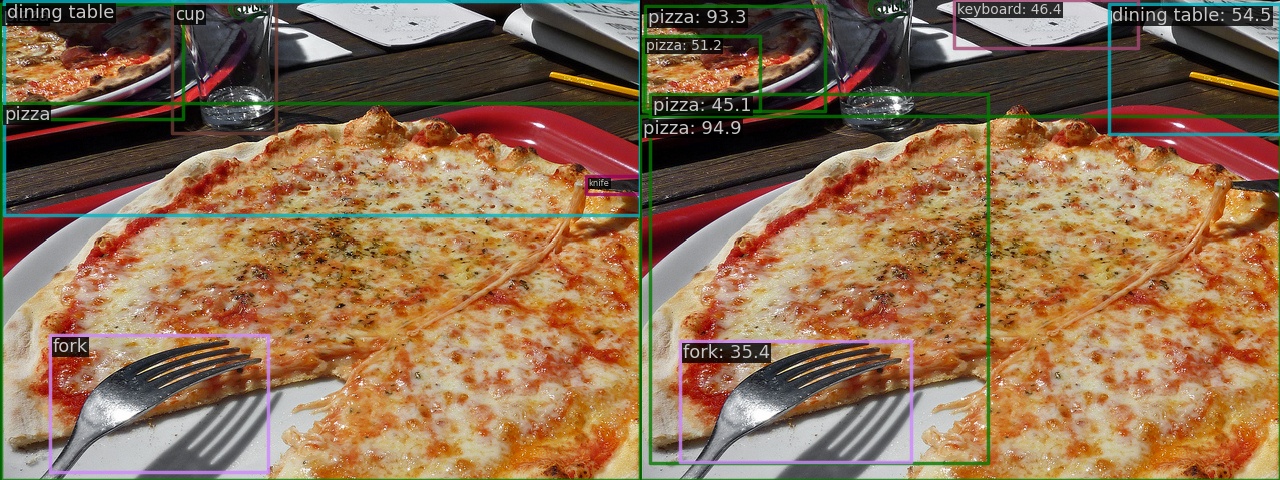 dining table
cup
pizza
knife
fork
pizza: 93.3
keyboard: 46.4
dining table: 54.5
pizza: 51.2
pizza: 45.1
pizza: 94.9
fork: 35.4